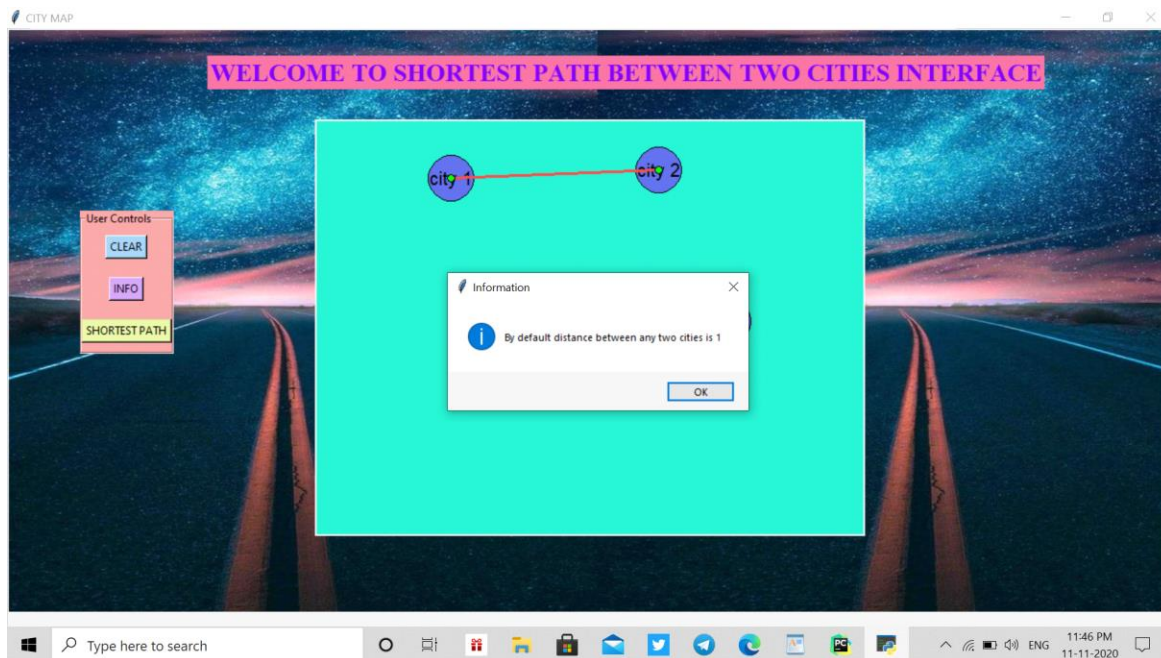 CITY MAP
WELCOME TO SHORTEST PATH BETWEEN TWO CITIES INTERFACE
city 1
city 2
User Controls
CLEAR
INFO
SHORTEST PATH
Information
By default distance between any two cities is 1
OK
Type here to search
PC
ENG
11:46 PM
11-11-2020